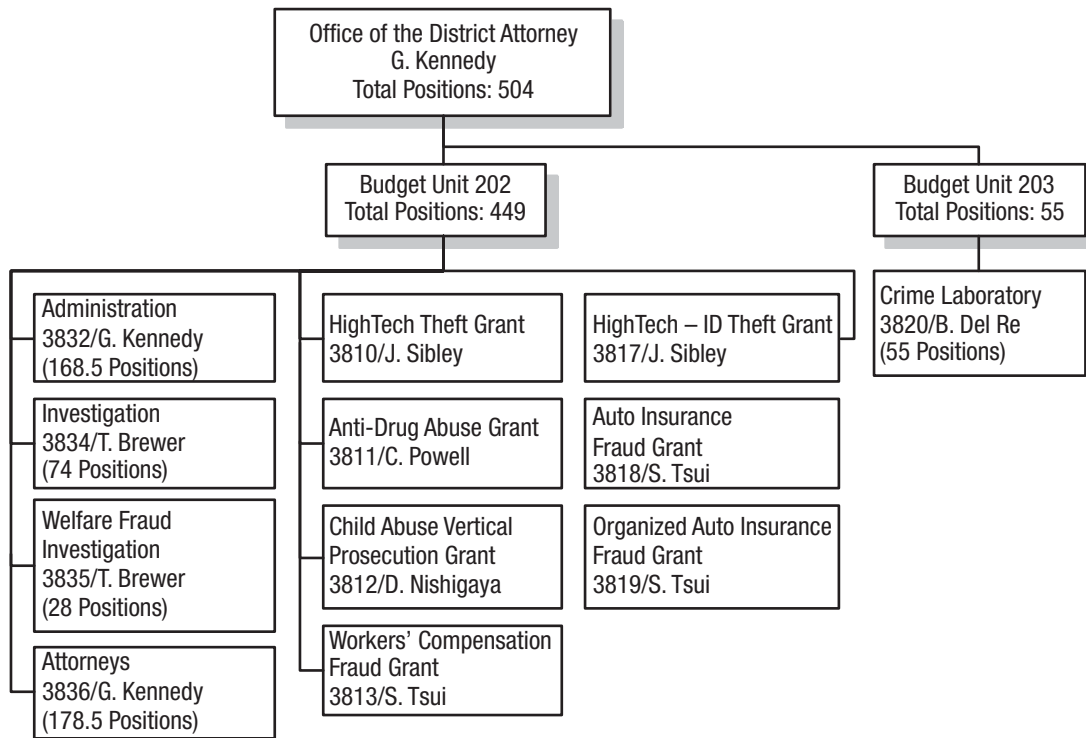 Office of the District Attorney
G. Kennedy
Total Positions: 504
Budget Unit 202
Total Positions: 449
Budget Unit 203
Total Positions: 55
Administration
3832/G. Kennedy
(168.5 Positions)
Investigation
3834/T. Brewer
(74 Positions)
Welfare Fraud
Investigation
3835/T. Brewer
(28 Positions)
Attorneys
3836/G. Kennedy
(178.5 Positions)
HighTech Theft Grant
3810/J. Sibley
Anti-Drug Abuse Grant
3811/C. Powell
Child Abuse Vertical
Prosecution Grant
3812/D. Nishigaya
Workers’ Compensation
Fraud Grant
3813/S. Tsui
HighTech – ID Theft Grant
3817/J. Sibley
Auto Insurance
Fraud Grant
3818/S. Tsui
Organized Auto Insurance
Fraud Grant
3819/S. Tsui
Crime Laboratory
3820/B. Del Re
(55 Positions)